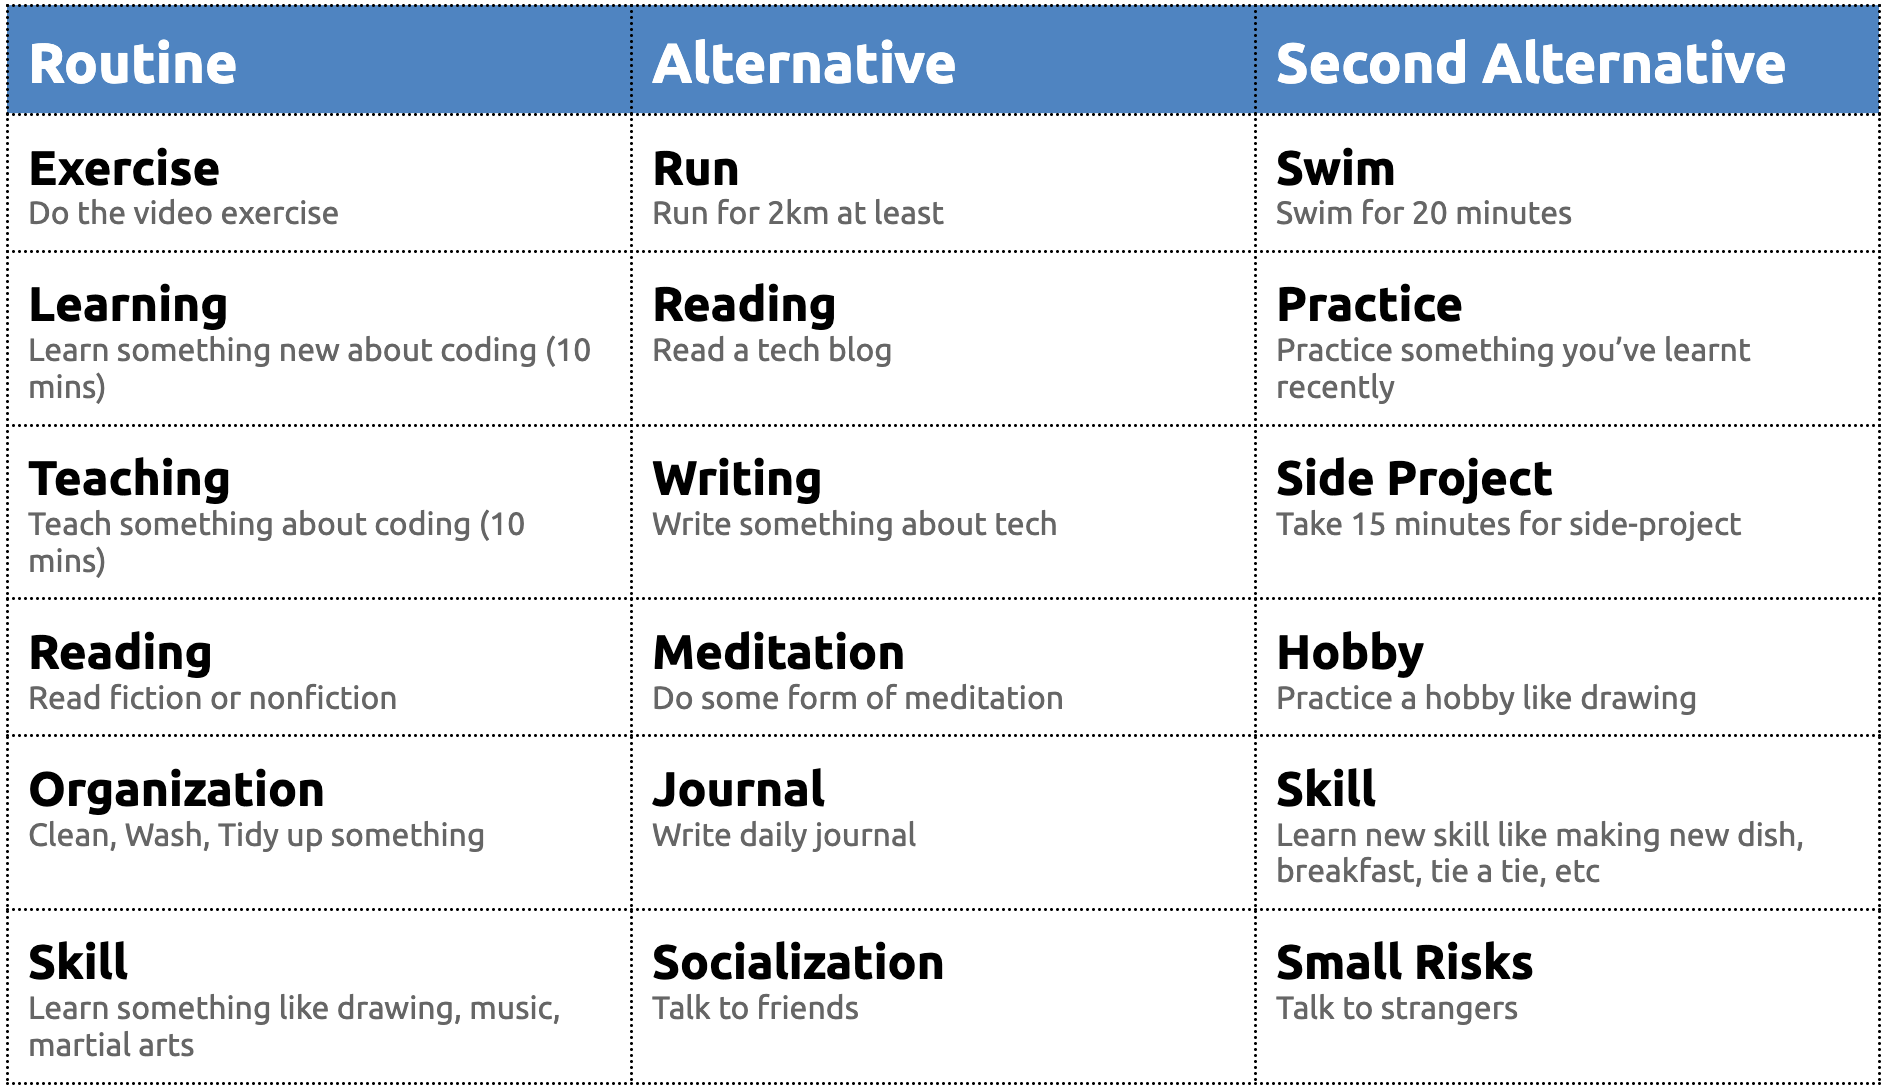 Routine
Alternative
Second Alternative
Exercise
Do the video exercise
Run
Run for 2km at least
Swim
Swim for 20 minutes
Learning
Learn something new about coding (10
mins)
Reading
Read a tech blog
Practice
Practice something you’ve learnt
recently
Teaching
Teach something about coding (10
mins)
Writing
Write something about tech
Side Project
Take 15 minutes for side-project
Reading
Read fiction or nonfiction
Meditation
Do some form of meditation
Hobby
Practice a hobby like drawing
Organization
Clean, Wash, Tidy up something
Journal
Write daily journal
Skill
Learn new skill like making new dish,
breakfast, tie a tie, etc
Skill
Learn something like drawing, music,
martial arts
Socialization
Talk to friends
Small Risks
Talk to strangers